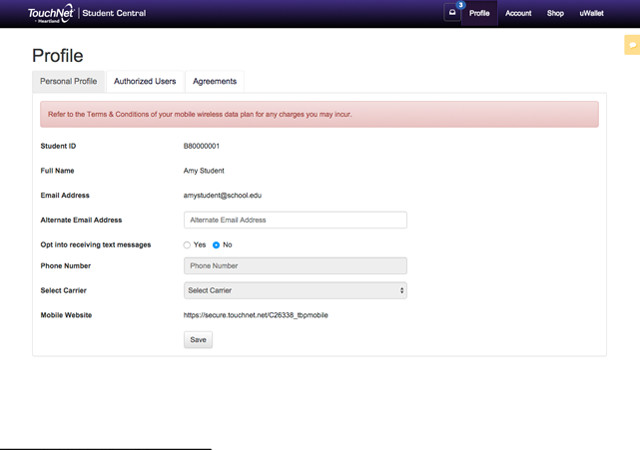 TouchNet® Student Central
• Heartland
3
Profile Account Shop uWallet
Profile
Personal Profile Authorized Users Agreements
Refer to the Terms & Conditions of your mobile wireless data plan for any charges you may incur.
Student ID B80000001
Full Name Amy Student
Email Address amystudent@school.edu
Alternate Email Address Alternate Email Address
Opt into receiving text messages Yes No
Phone Number Phone Number
Select Carrier Select Carrier
Mobile Website https://secure.touchnet.net/C26338_tbpmobile
Save